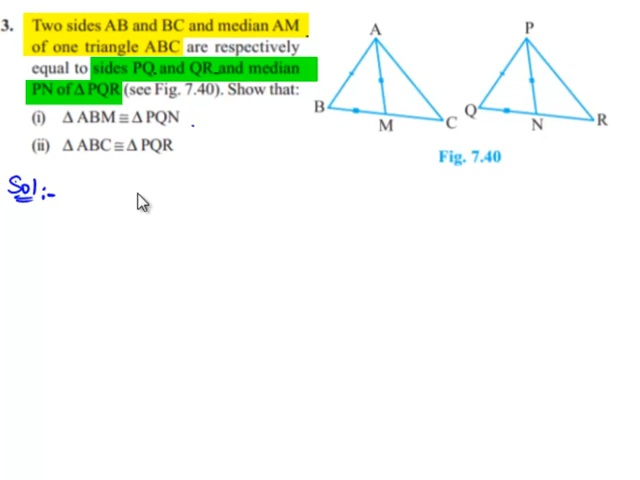 3. Two sides AB and BC and median AM
of one triangle ABC are respectively
equal to sides PQ and QR and median
PN of Δ PQR (see Fig. 7.40). Show that:
(i) Δ ABM ≅ Δ PQN
(ii) Δ ABC ≅ Δ PQR
A
B
M
C
P
Q
N
R
Fig. 7.40
Sol:-